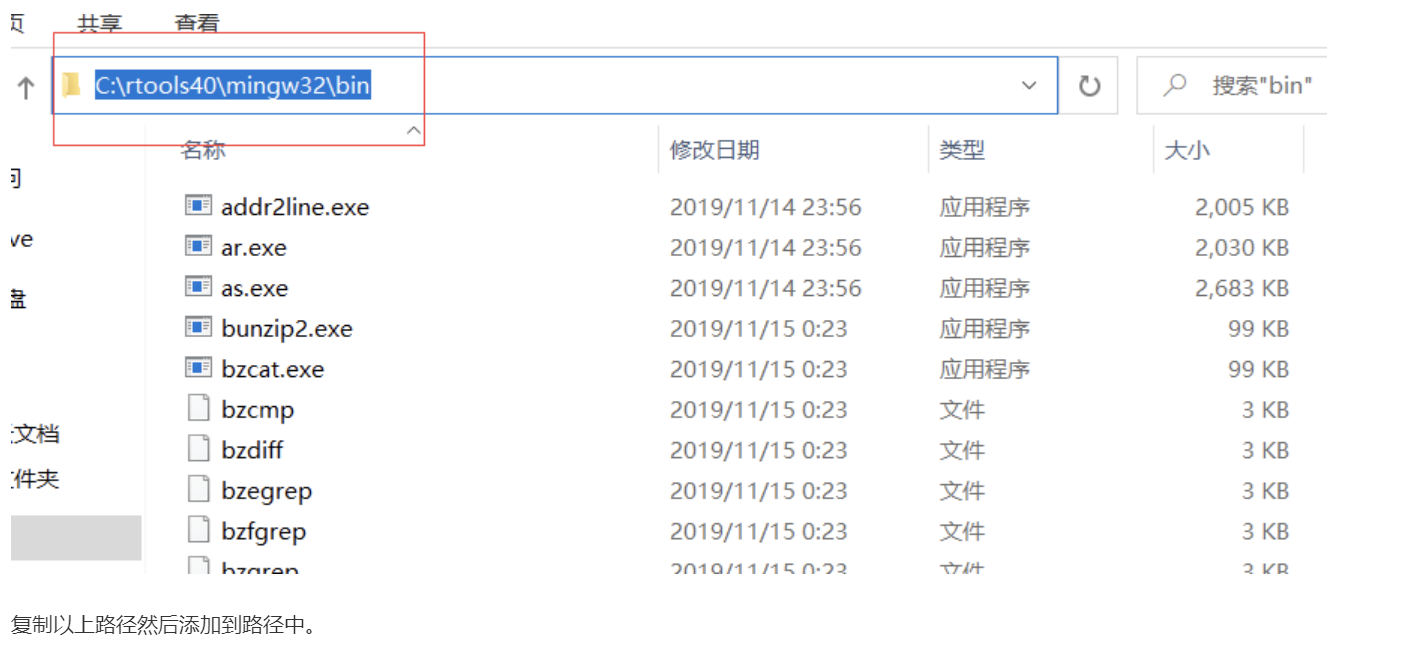 页 共享 查看
C:\rtools40\mingw32\bin 搜索"bin"
名称 修改日期 类型 大小
addr2line.exe 2019/11/14 23:56 应用程序 2,005 KB
ar.exe 2019/11/14 23:56 应用程序 2,030 KB
as.exe 2019/11/14 23:56 应用程序 2,683 KB
bunzip2.exe 2019/11/15 0:23 应用程序 99 KB
bzcat.exe 2019/11/15 0:23 应用程序 99 KB
bzcmp 2019/11/15 0:23 文件 3 KB
文档
bzdiff 2019/11/15 0:23 文件 3 KB
件夹
bzegrep 2019/11/15 0:23 文件 3 KB
bzfgrep 2019/11/15 0:23 文件 3 KB
bzgrep 2019/11/15 0:23 文件 3 KB
复制以上路径然后添加到路径中。